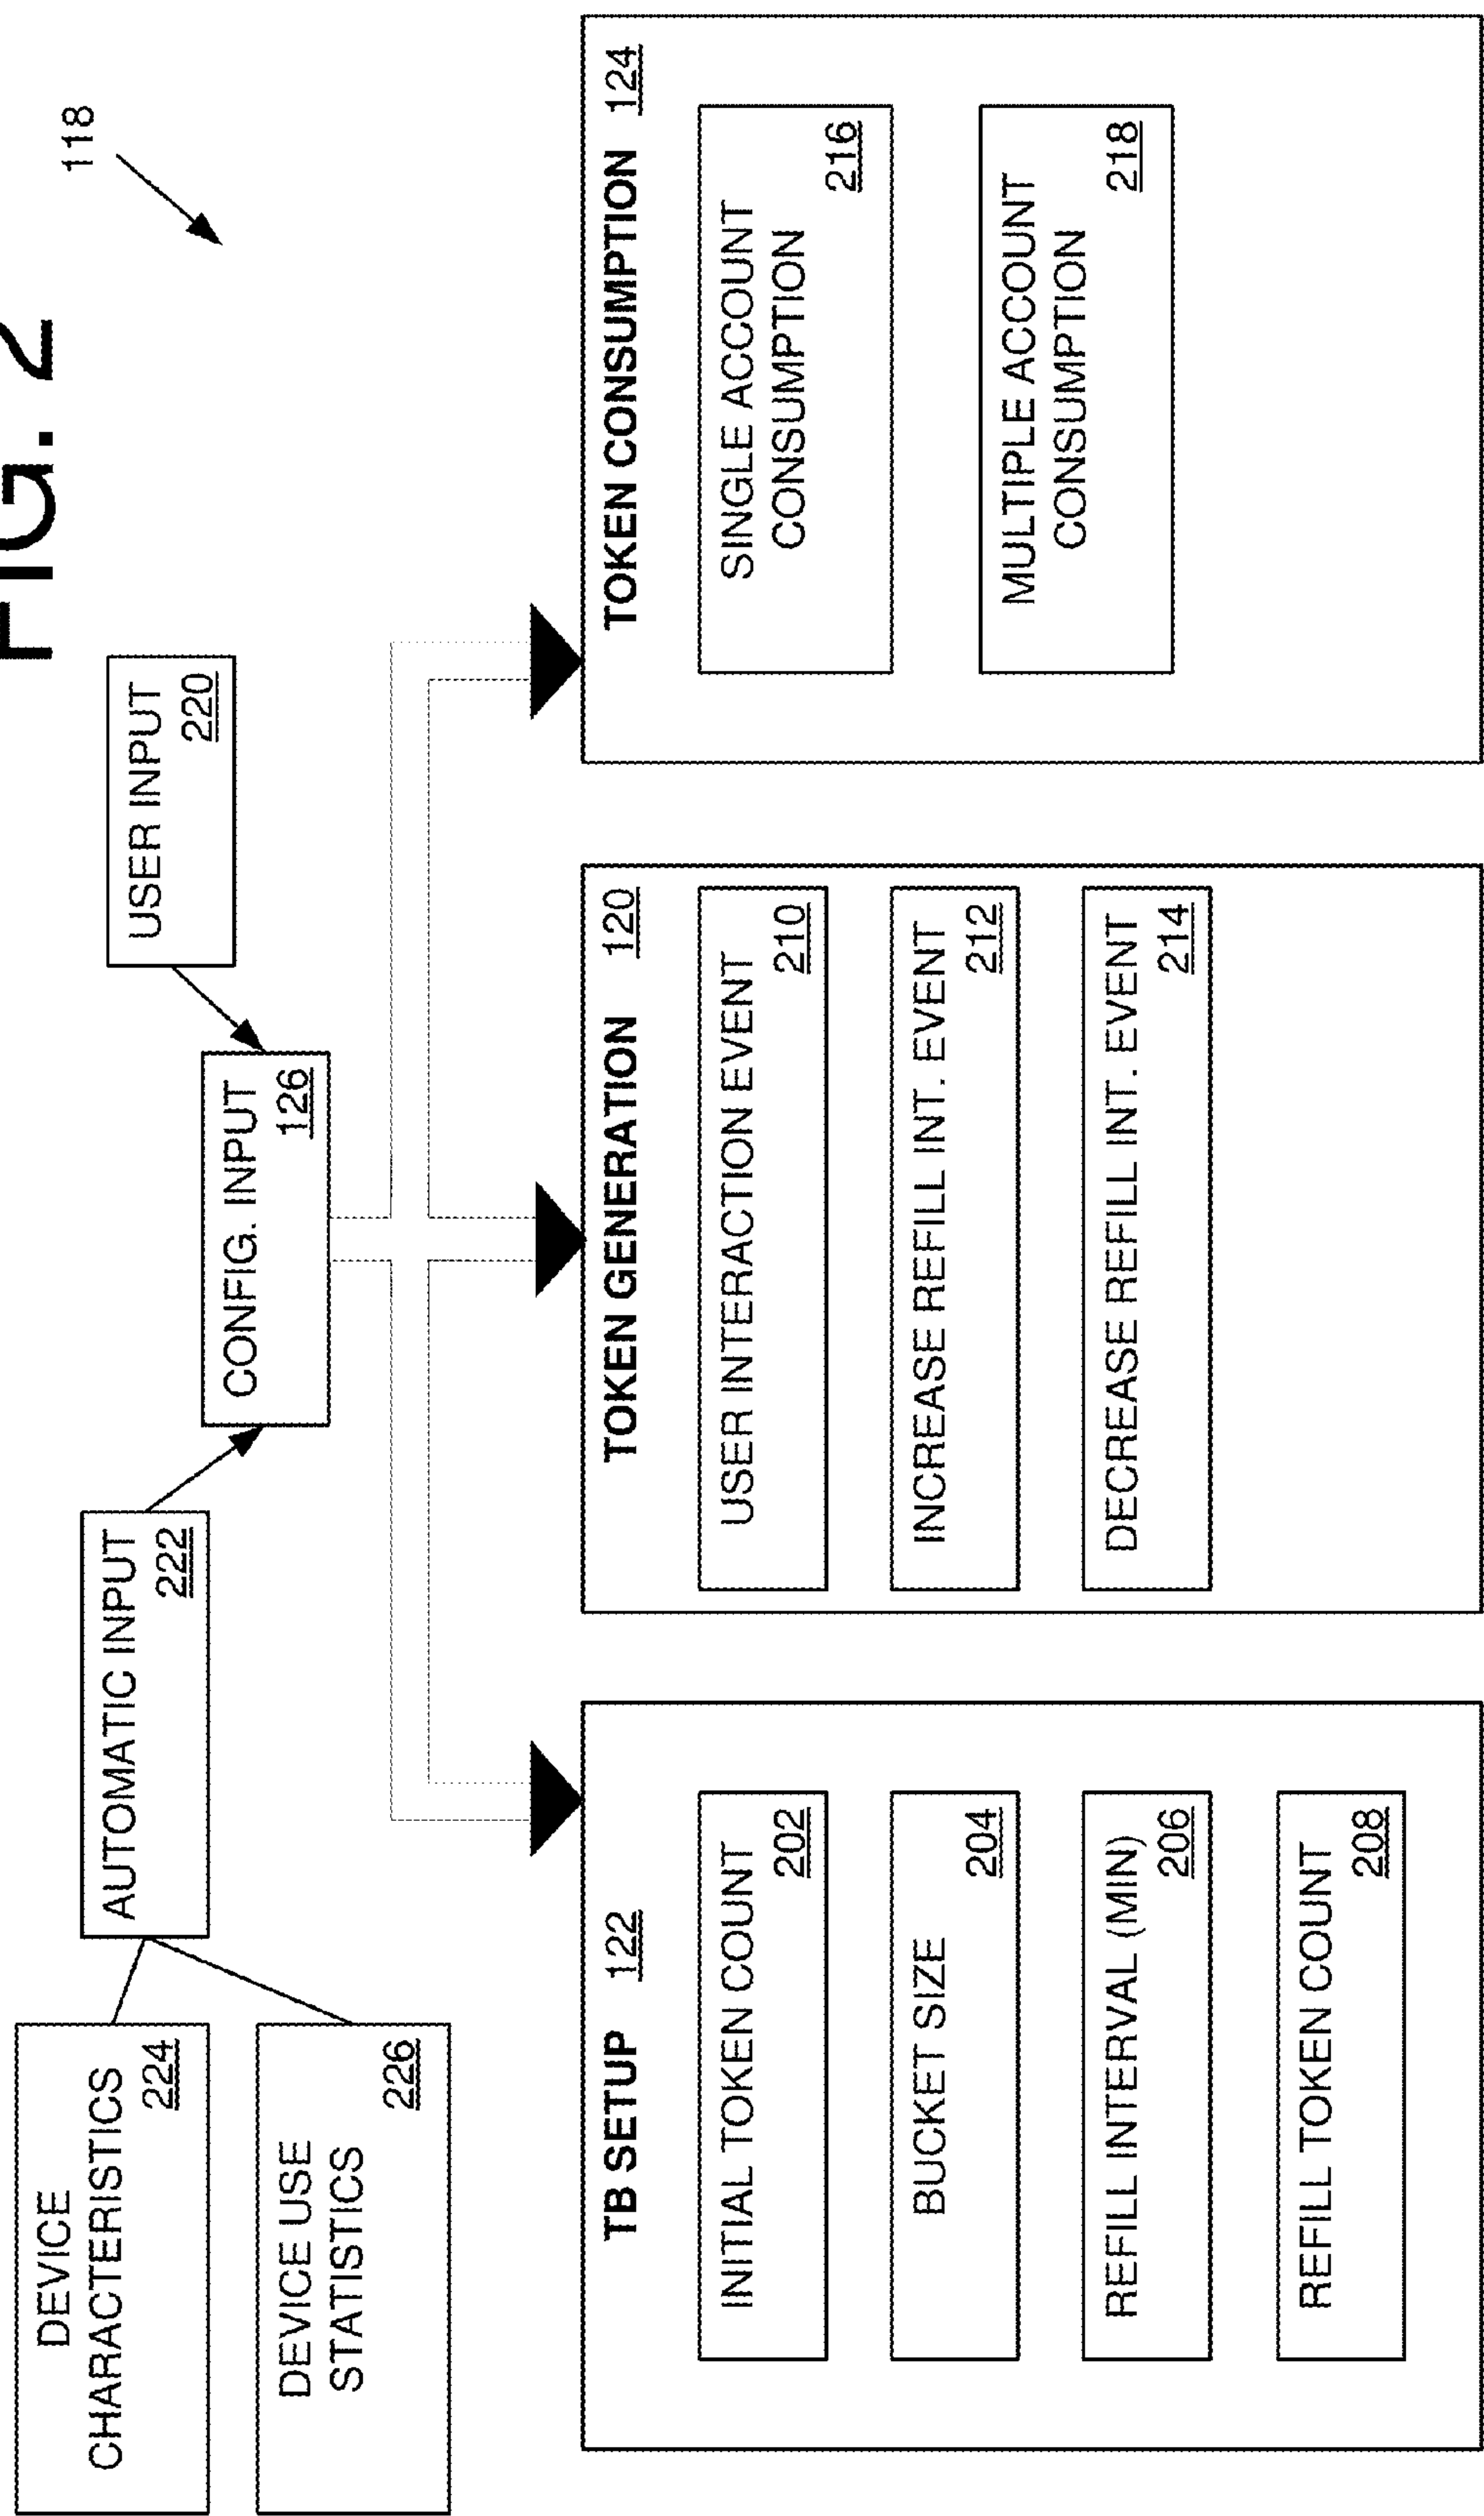 FIG. 2
118
DEVICE
CHARACTERISTICS
224
DEVICE USE
STATISTICS
226
AUTOMATIC INPUT
222
CONFIG. INPUT
126
USER INPUT
220
TB SETUP 122
INITIAL TOKEN COUNT
202
BUCKET SIZE
204
REFILL INTERVAL (MIN)
206
REFILL TOKEN COUNT
208
TOKEN GENERATION 120
USER INTERACTION EVENT
210
INCREASE REFILL INT. EVENT
212
DECREASE REFILL INT. EVENT
214
TOKEN CONSUMPTION 124
SINGLE ACCOUNT
CONSUMPTION
216
MULTIPLE ACCOUNT
CONSUMPTION
218